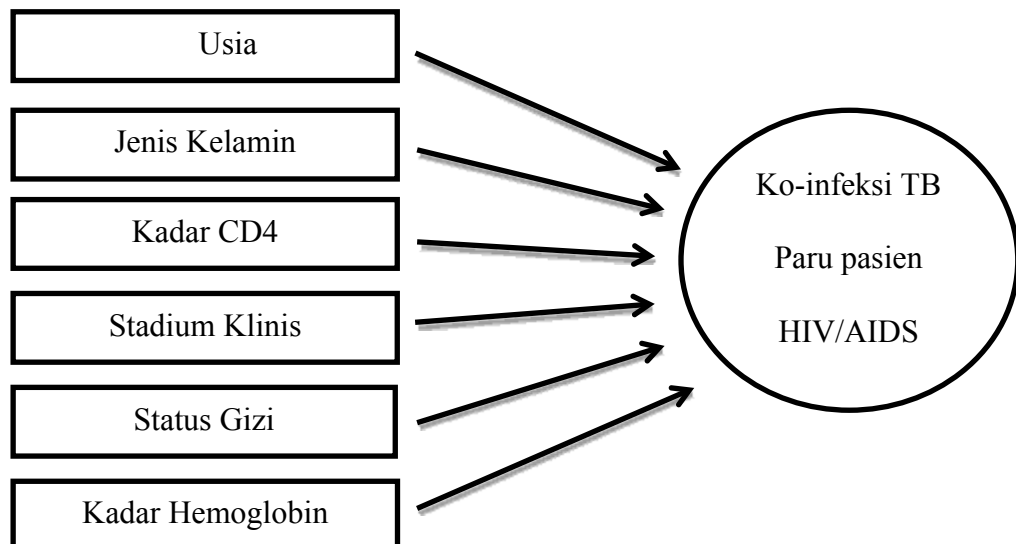 Usia
Jenis Kelamin
Kadar CD4
Stadium Klinis
Status Gizi
Kadar Hemoglobin
Ko-infeksi TB
Paru pasien
HIV/AIDS